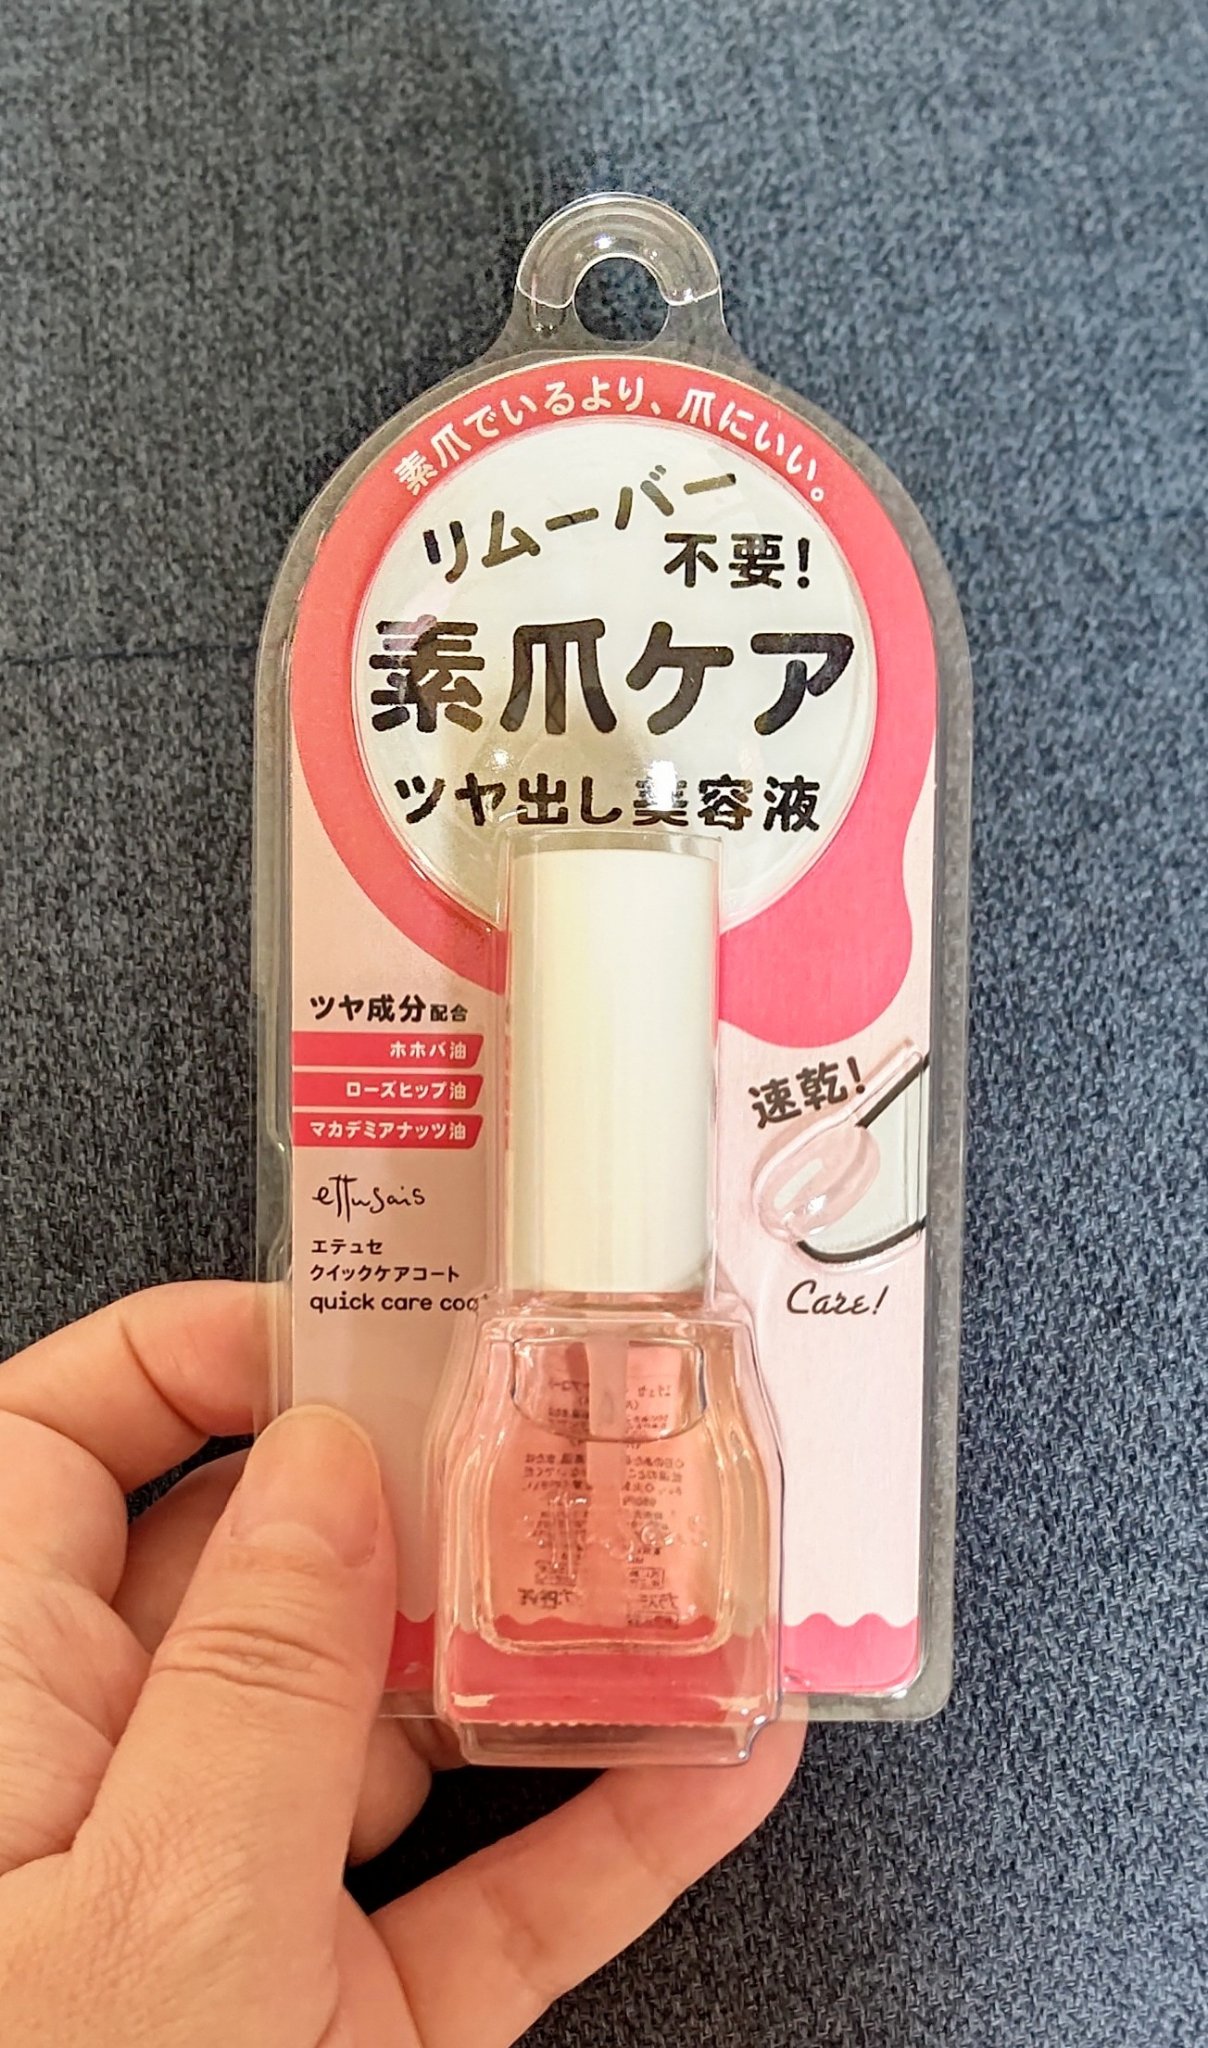 素爪でいるより、爪にいい。
リムーバー
不要!
素爪ケア
ツヤ出し美容液
ツヤ成分配合
ホホバ油
ローズヒップ油
マカデミアナッツ油
ettusais
エテュセ
クイックケアコート
quick care coat
速乾!
Care!